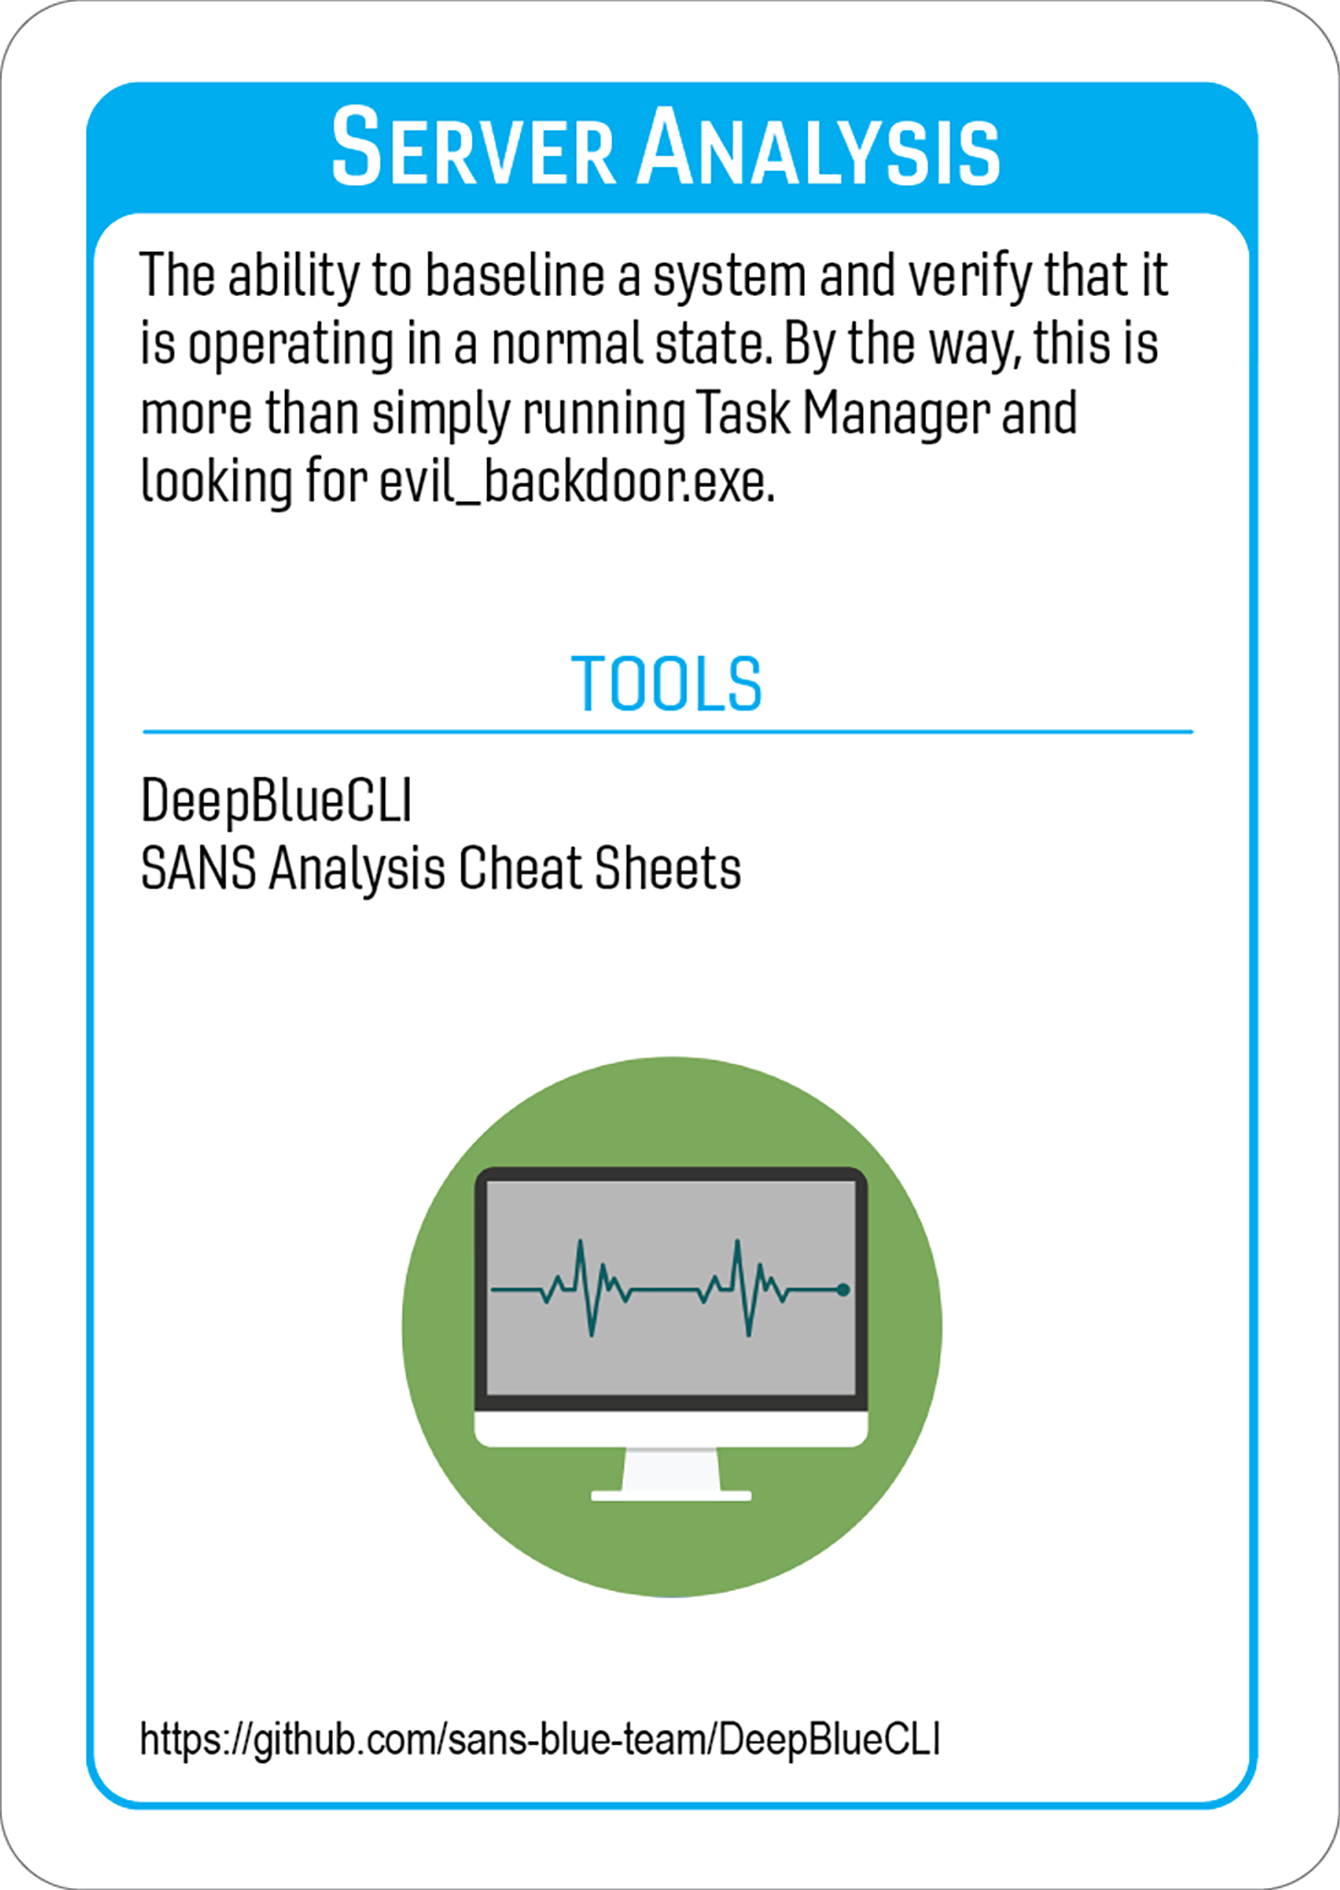 SERVER ANALYSIS
The ability to baseline a system and verify that it
is operating in a normal state. By the way, this is
more than simply running Task Manager and
looking for evil_backdoor.exe.
TOOLS
DeepBlueCLI
SANS Analysis Cheat Sheets
https://github.com/sans-blue-team/DeepBlueCLI